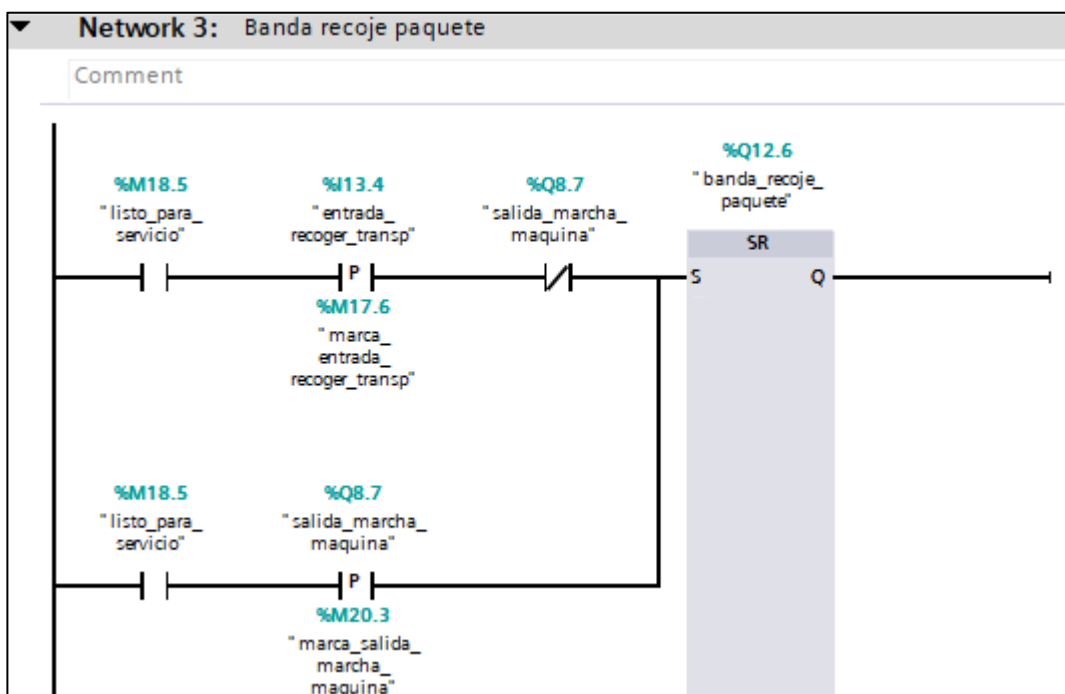 Network 3: Banda recoje paquete
Comment
%Q12.6
"banda_recoje_
paquete"
%M18.5 %I13.4 %Q8.7
"listo_para_ "entrada_ "salida_marcha_
servicio" recoger_transp" maquina"
SR
P
S Q
%M17.6
"marca_
entrada_
recoger_transp"
%M18.5 %Q8.7
"listo_para_ "salida_marcha_
servicio" maquina"
P
%M20.3
"marca_salida_
marcha_
maquina"